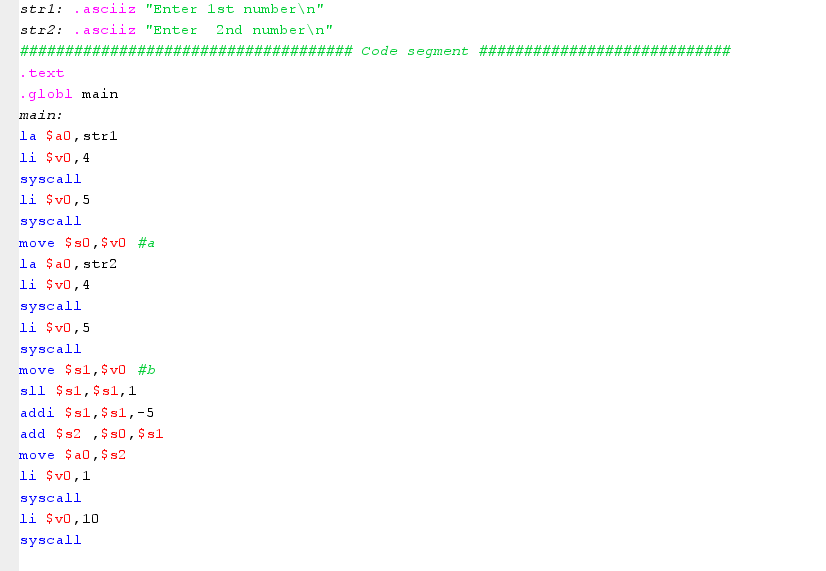 str1: .asciiz "Enter 1st number\n"
str2: .asciiz "Enter  2nd number\n"
##################################### Code segment ############################
.text
.globl main
main:
la $a0,str1
li $v0,4
syscall
li $v0,5
syscall
move $s0,$v0 #a
la $a0,str2
li $v0,4
syscall
li $v0,5
syscall
move $s1,$v0 #b
sll $s1,$s1,1
addi $s1,$s1,-5
add $s2 ,$s0,$s1
move $a0,$s2
li $v0,1
syscall
li $v0,10
syscall